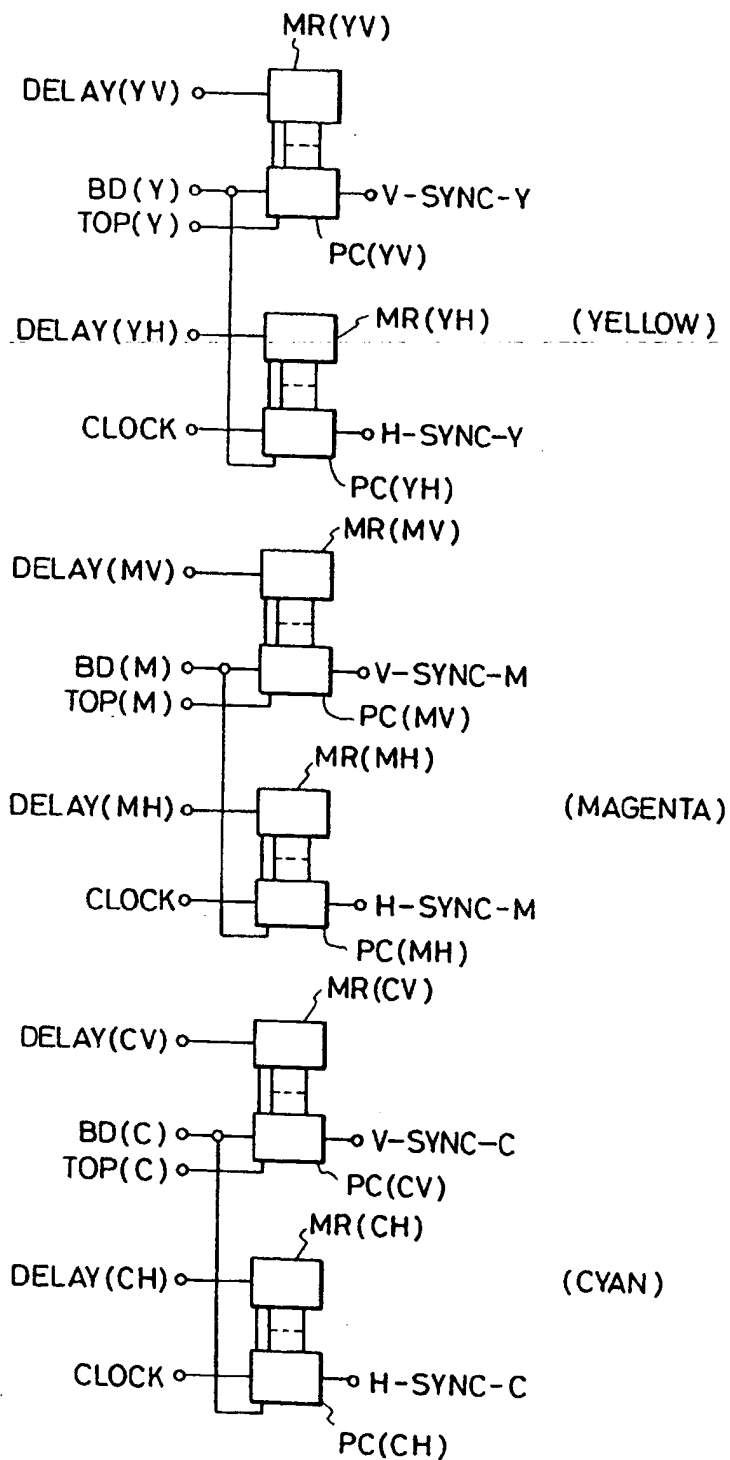 MR(YV)
DELAY(YV)
BD(Y) V-SYNC-Y
TOP(Y)
PC(YV)
DELAY(YH) MR(YH) (YELLOW)
CLOCK H-SYNC-Y
PC(YH)
MR(MV)
DELAY(MV)
BD(M) V-SYNC-M
TOP(M)
PC(MV)
MR(MH)
DELAY(MH) (MAGENTA)
CLOCK H-SYNC-M
PC(MH)
MR(CV)
DELAY(CV)
BD(C) V-SYNC-C
TOP(C)
PC(CV)
MR(CH)
DELAY(CH) (CYAN)
CLOCK H-SYNC-C
PC(CH)